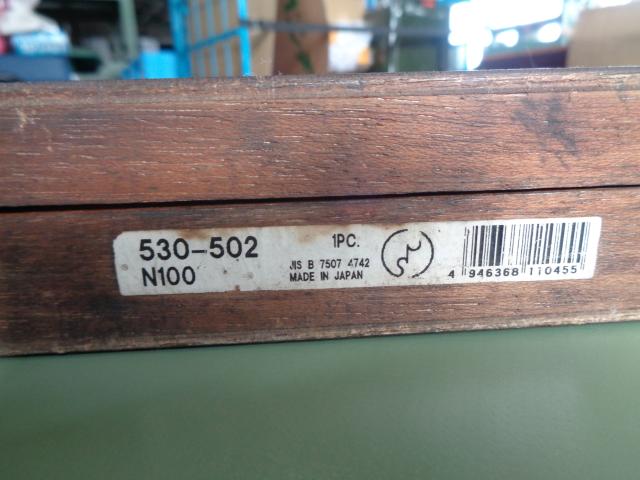 530-502
N100
1PC.
JIS B 7507 4742
MADE IN JAPAN
4 946368 110455